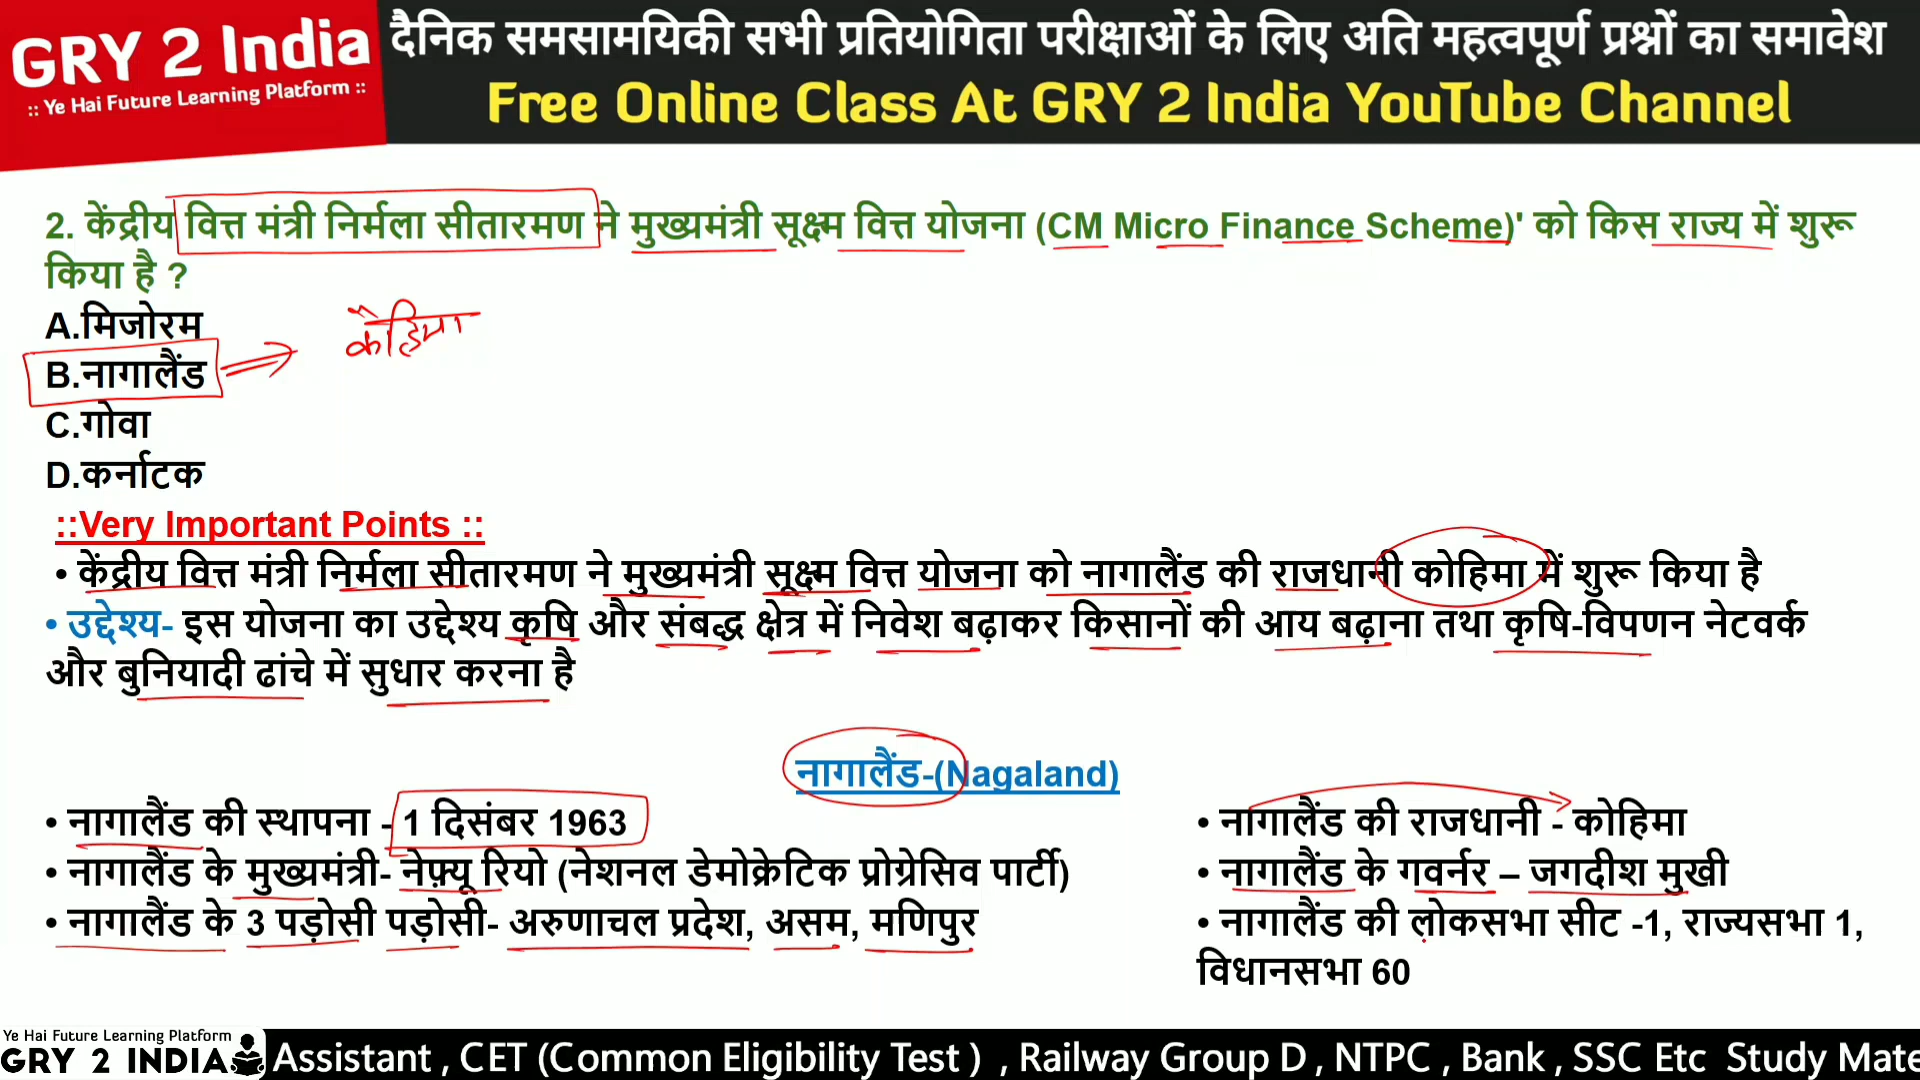 GRY 2 India
:: Ye Hai Future Learning Platform ::
दैनिक समसामयिकी सभी प्रतियोगिता परीक्षाओं के लिए अति महत्वपूर्ण प्रश्नों का समावेश
Free Online Class At GRY 2 India YouTube Channel
2. केंद्रीय वित्त मंत्री निर्मला सीतारमण ने मुख्यमंत्री सूक्ष्म वित्त योजना (CM Micro Finance Scheme)' को किस राज्य में शुरू
किया है ?
A.मिजोरम
B.नागालैंड
C.गोवा
D.कर्नाटक
::Very Important Points ::
• केंद्रीय वित्त मंत्री निर्मला सीतारमण ने मुख्यमंत्री सूक्ष्म वित्त योजना को नागालैंड की राजधानी कोहिमा में शुरू किया है
• उद्देश्य- इस योजना का उद्देश्य कृषि और संबद्ध क्षेत्र में निवेश बढ़ाकर किसानों की आय बढ़ाना तथा कृषि-विपणन नेटवर्क
और बुनियादी ढांचे में सुधार करना है
नागालैंड-(Nagaland)
• नागालैंड की स्थापना - 1 दिसंबर 1963
• नागालैंड के मुख्यमंत्री- नेफ़्यू रियो (नेशनल डेमोक्रेटिक प्रोग्रेसिव पार्टी)
• नागालैंड के 3 पड़ोसी पड़ोसी- अरुणाचल प्रदेश, असम, मणिपुर
• नागालैंड की राजधानी - कोहिमा
• नागालैंड के गवर्नर – जगदीश मुखी
• नागालैंड की लोकसभा सीट -1, राज्यसभा 1,
विधानसभा 60
Ye Hai Future Learning Platform
GRY 2 INDIA
Assistant , CET (Common Eligibility Test ) , Railway Group D , NTPC , Bank , SSC Etc Study Mate